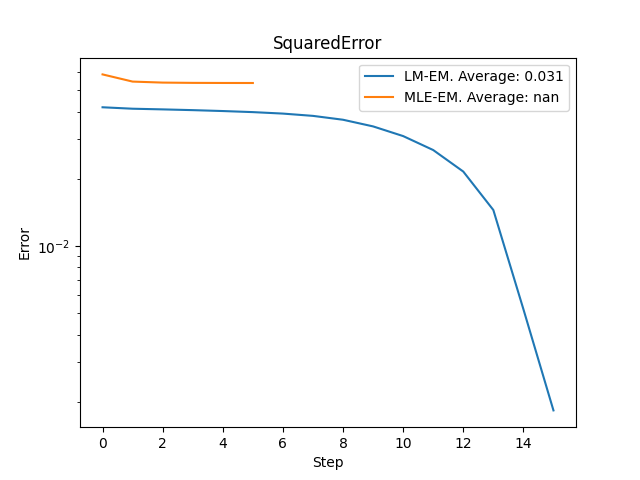 SquaredError
LM-EM. Average: 0.031
MLE-EM. Average: nan
Error
10⁻²
0 2 4 6 8 10 12 14
Step